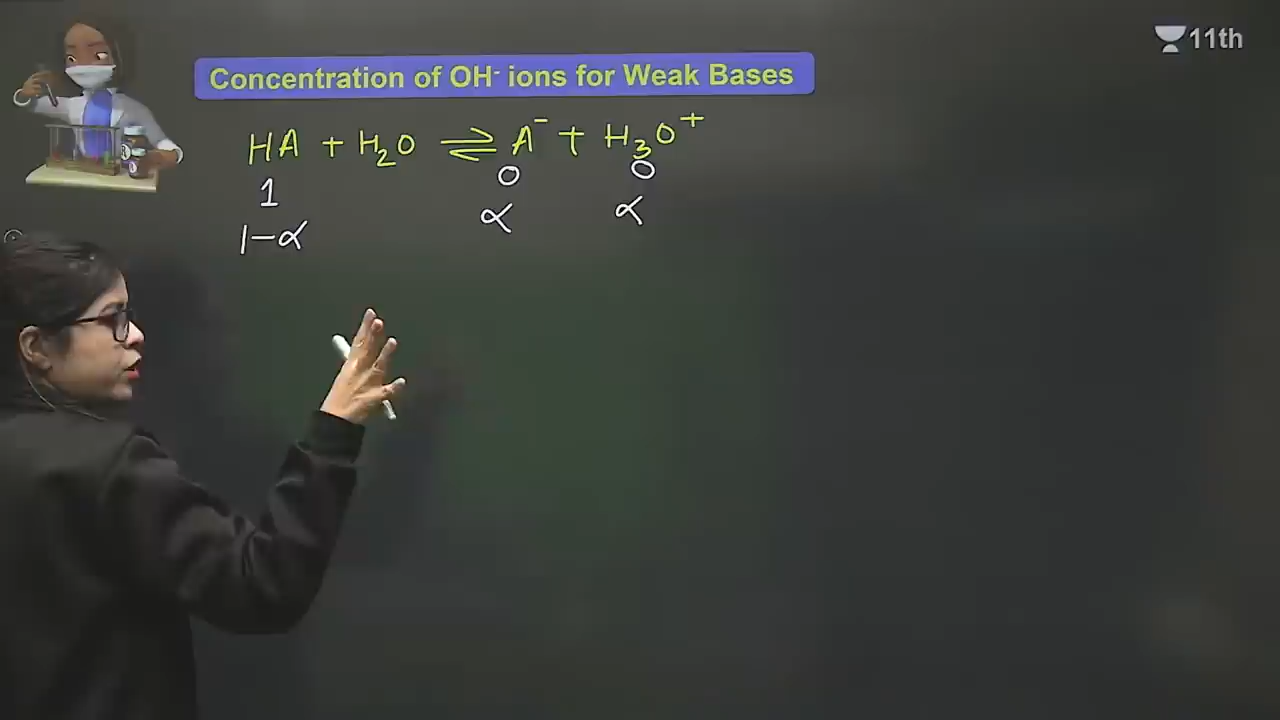 11th
Concentration of OH⁻ ions for Weak Bases
HA + H₂O ⇌ A⁻ + H₃O⁺
1 0 0
1-α α α